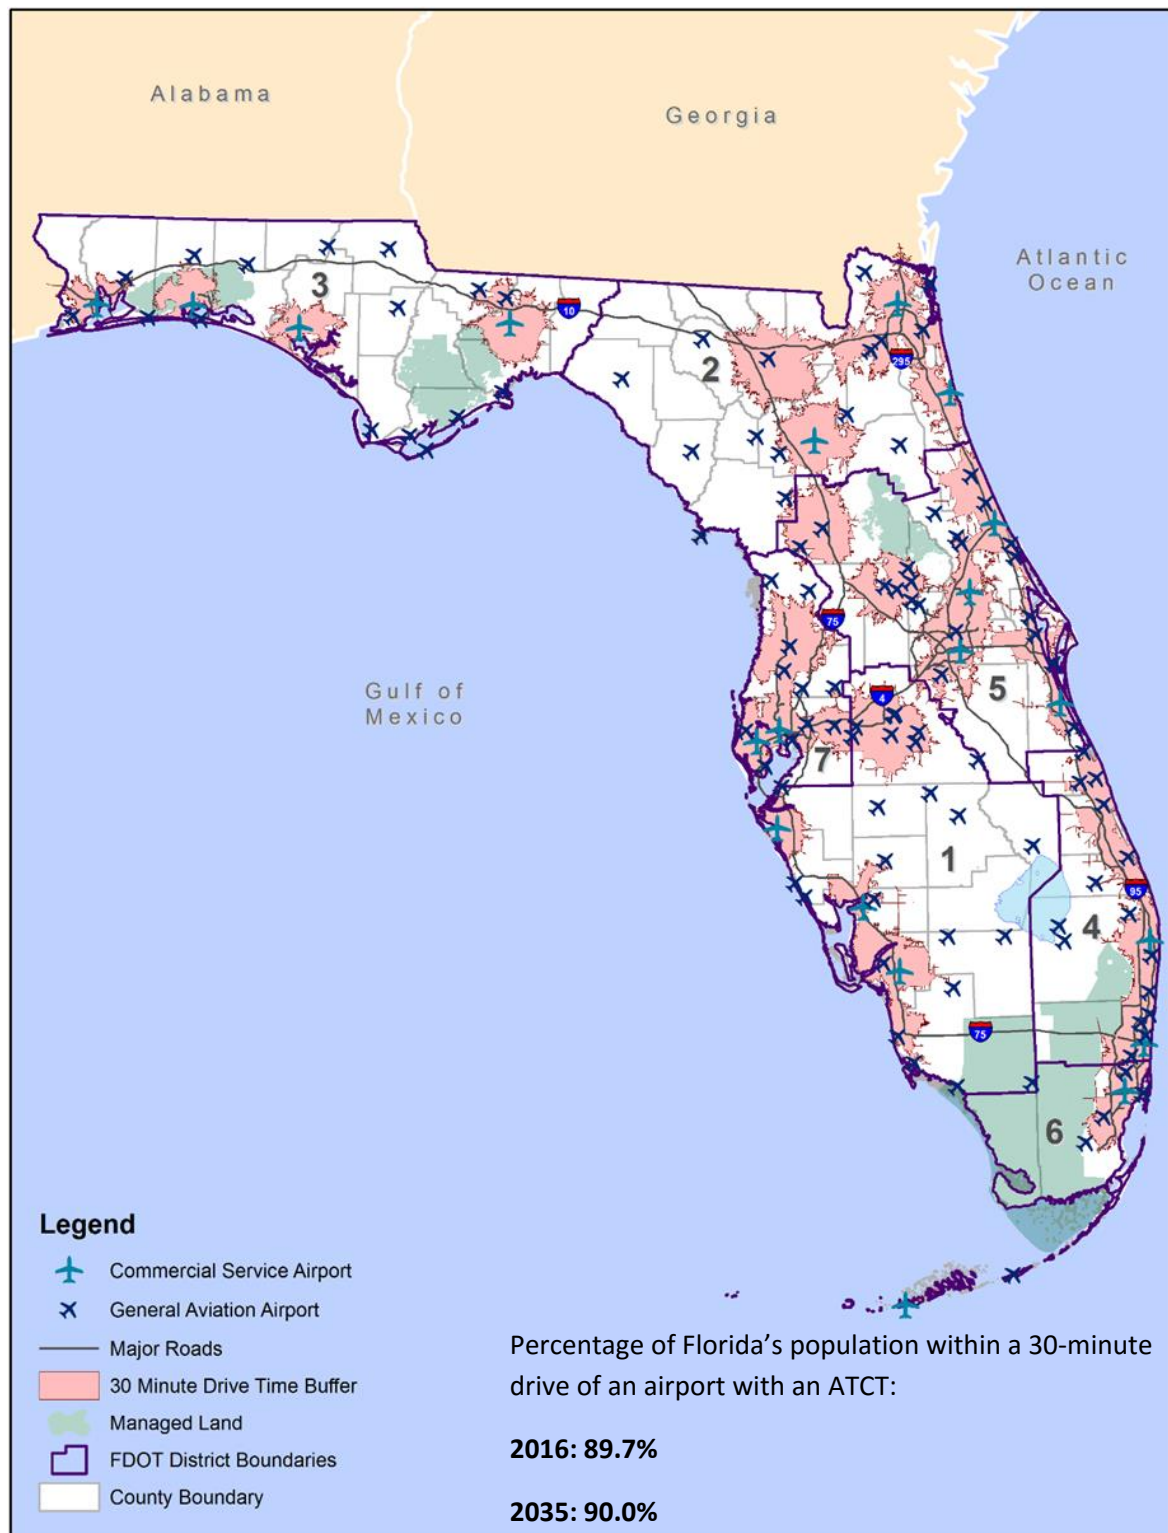 Alabama
Georgia
Atlantic
Ocean
3
10
2
295
75
Gulf of
Mexico
4
5
7
1
95
4
75
6
Legend
Commercial Service Airport
General Aviation Airport
Major Roads
30 Minute Drive Time Buffer
Managed Land
FDOT District Boundaries
County Boundary
Percentage of Florida’s population within a 30-minute
drive of an airport with an ATCT:
2016: 89.7%
2035: 90.0%